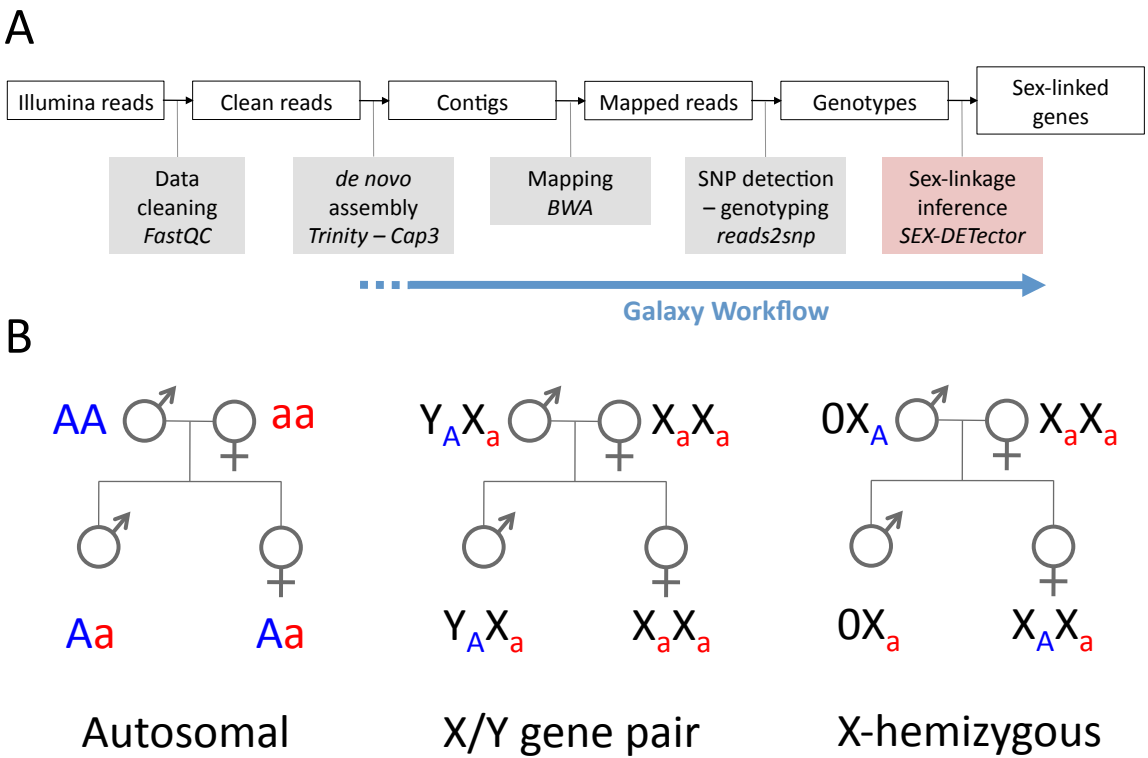 A
Illumina reads
Clean reads
Contigs
Mapped reads
Genotypes
Sex-linked
genes
Data
cleaning
FastQC
de novo
assembly
Trinity – Cap3
Mapping
BWA
SNP detection
– genotyping
reads2snp
Sex-linkage
inference
SEX-DETector
Galaxy Workflow
B
AA
aa
Aa
Aa
Autosomal
YAXa
XaXa
YAXa
XaXa
X/Y gene pair
0XA
XaXa
0Xa
XAXa
X-hemizygous